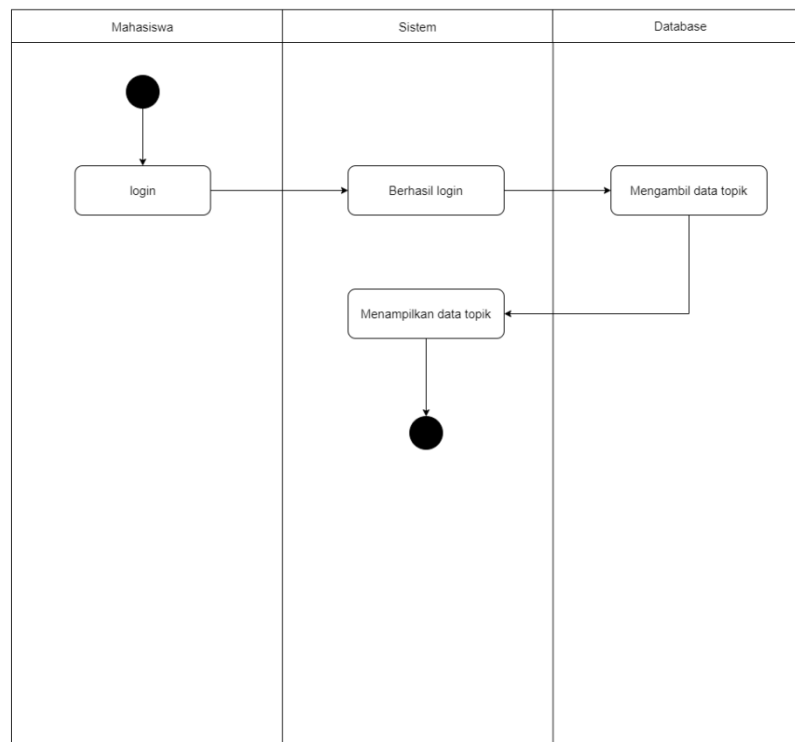 Mahasiswa
Sistem
Database
login
Berhasil login
Mengambil data topik
Menampilkan data topik